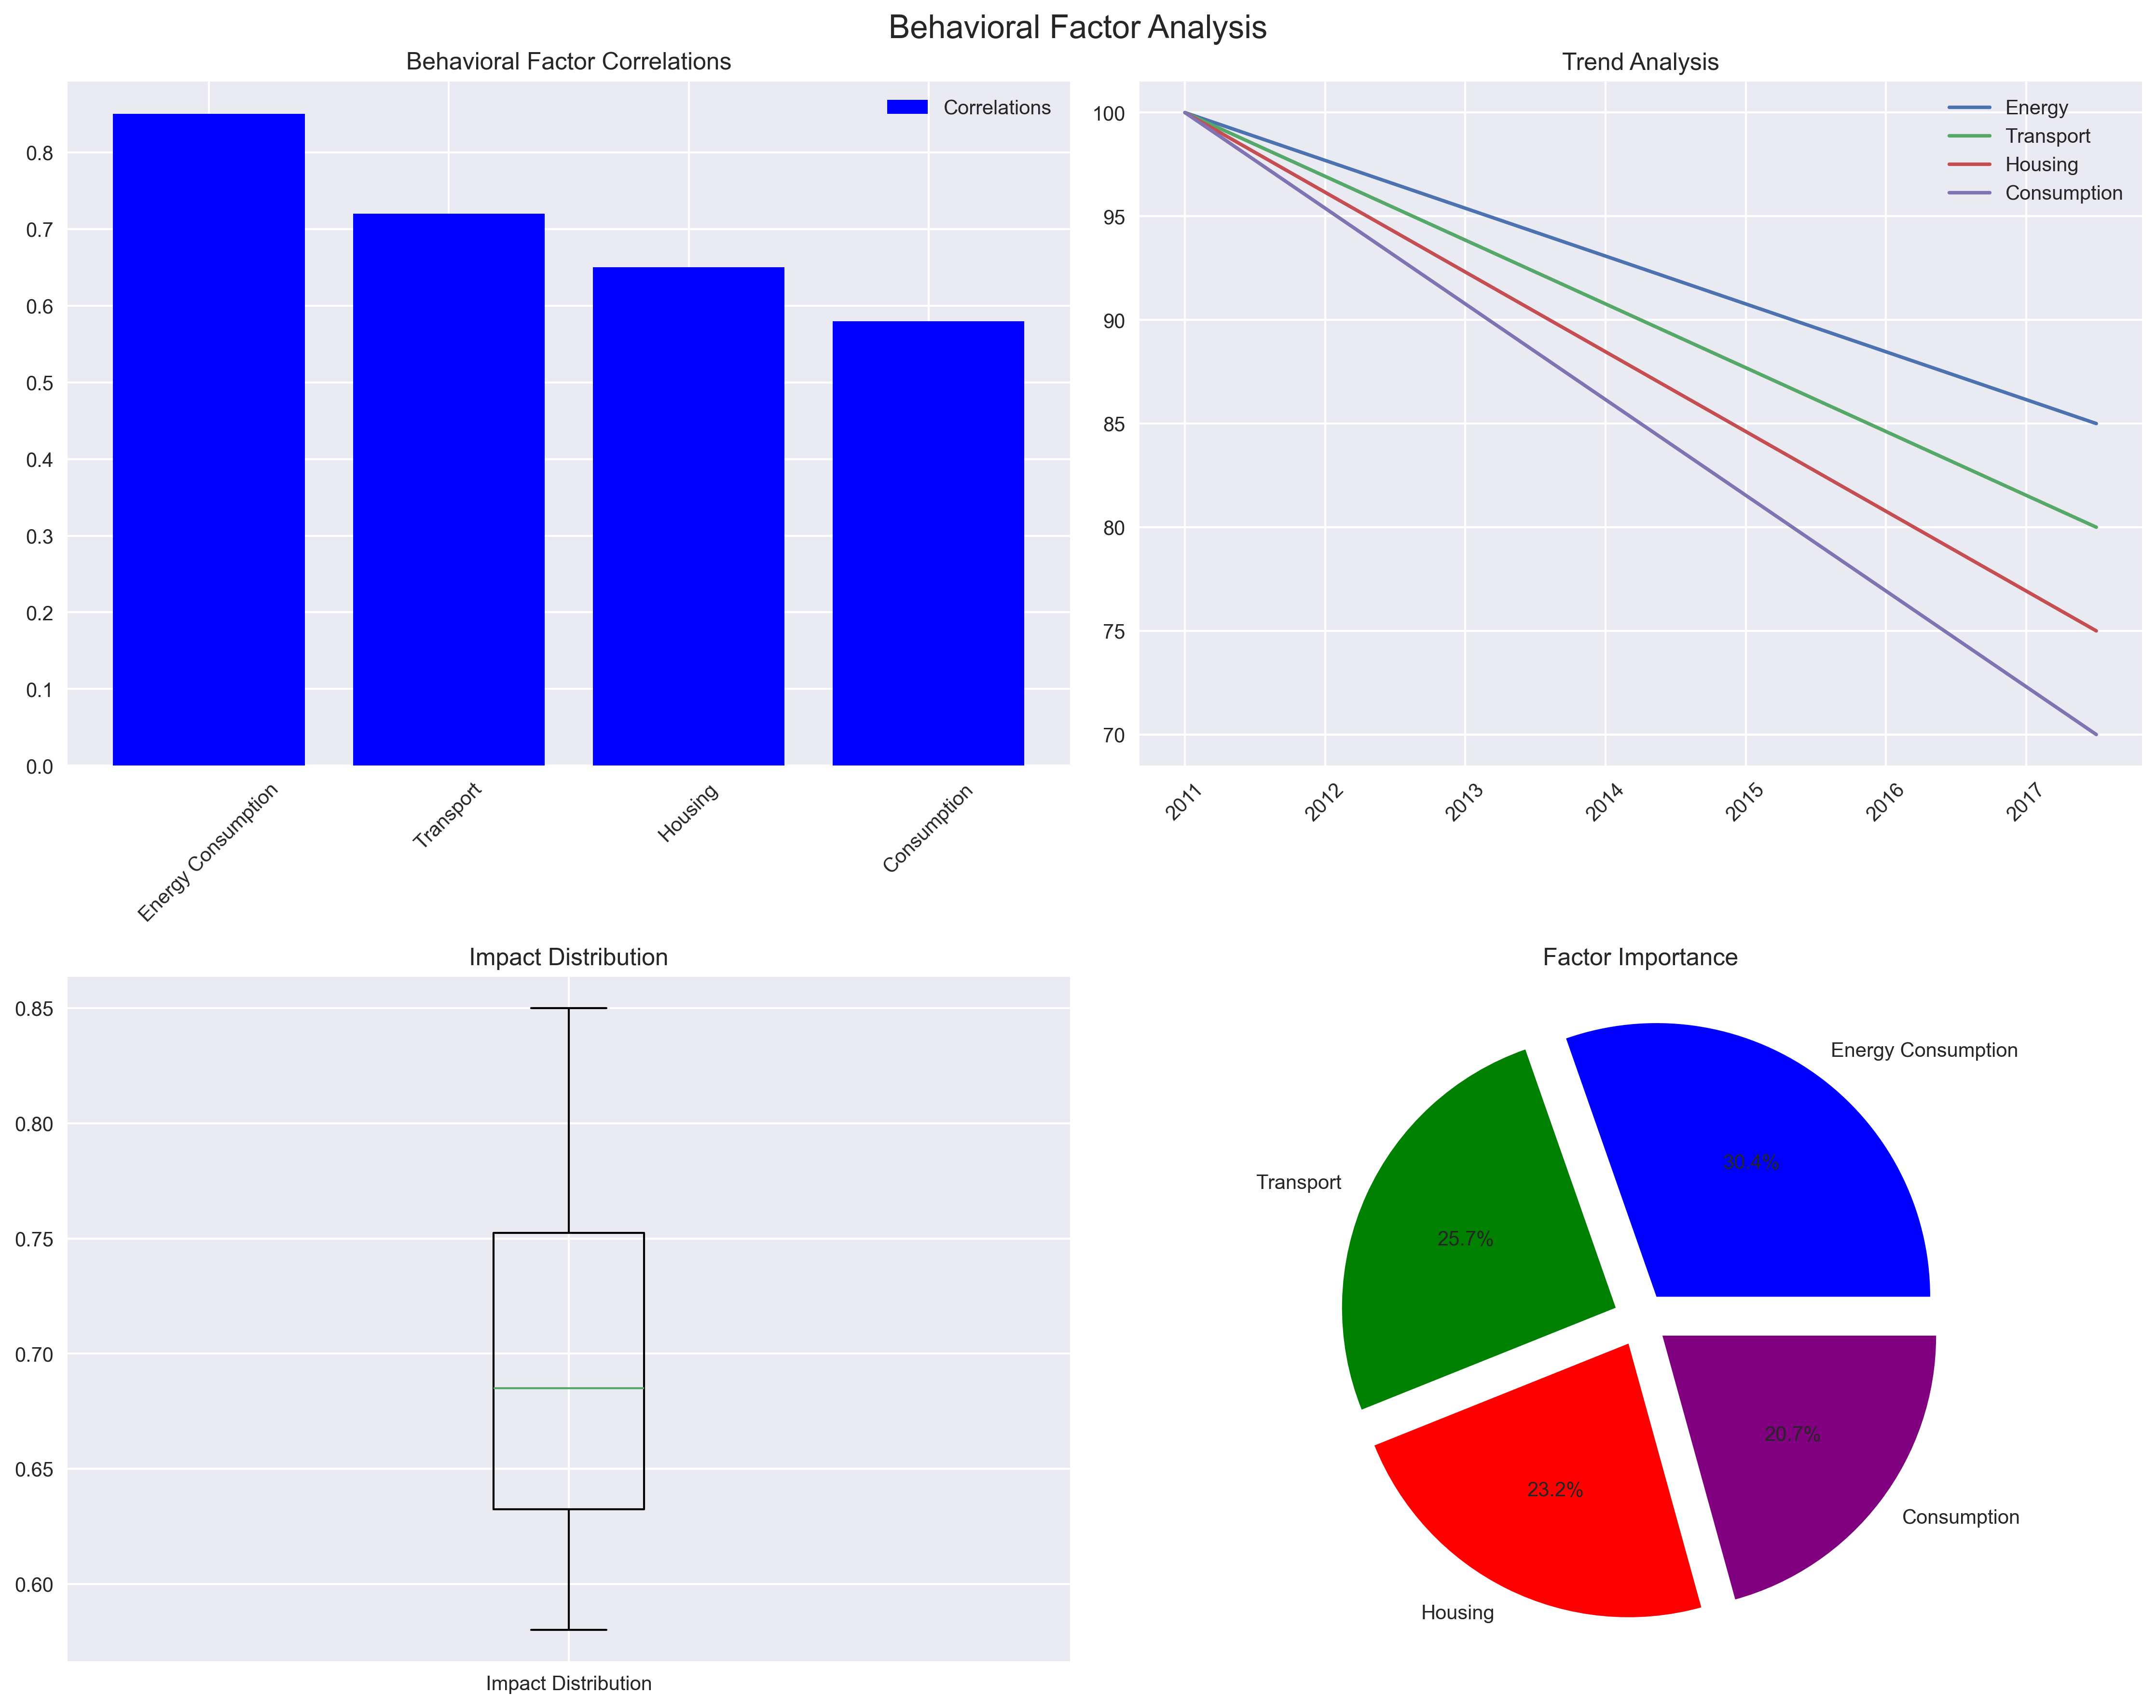 Behavioral Factor Analysis
Behavioral Factor Correlations
Correlations
0.8
0.7
0.6
0.5
0.4
0.3
0.2
0.1
0.0
Energy Consumption
Transport
Housing
Consumption
Trend Analysis
Energy
Transport
Housing
Consumption
100
95
90
85
80
75
70
2011
2012
2013
2014
2015
2016
2017
Impact Distribution
0.85
0.80
0.75
0.70
0.65
0.60
Impact Distribution
Factor Importance
Energy Consumption
30.4%
Transport
25.7%
20.7%
23.2%
Consumption
Housing